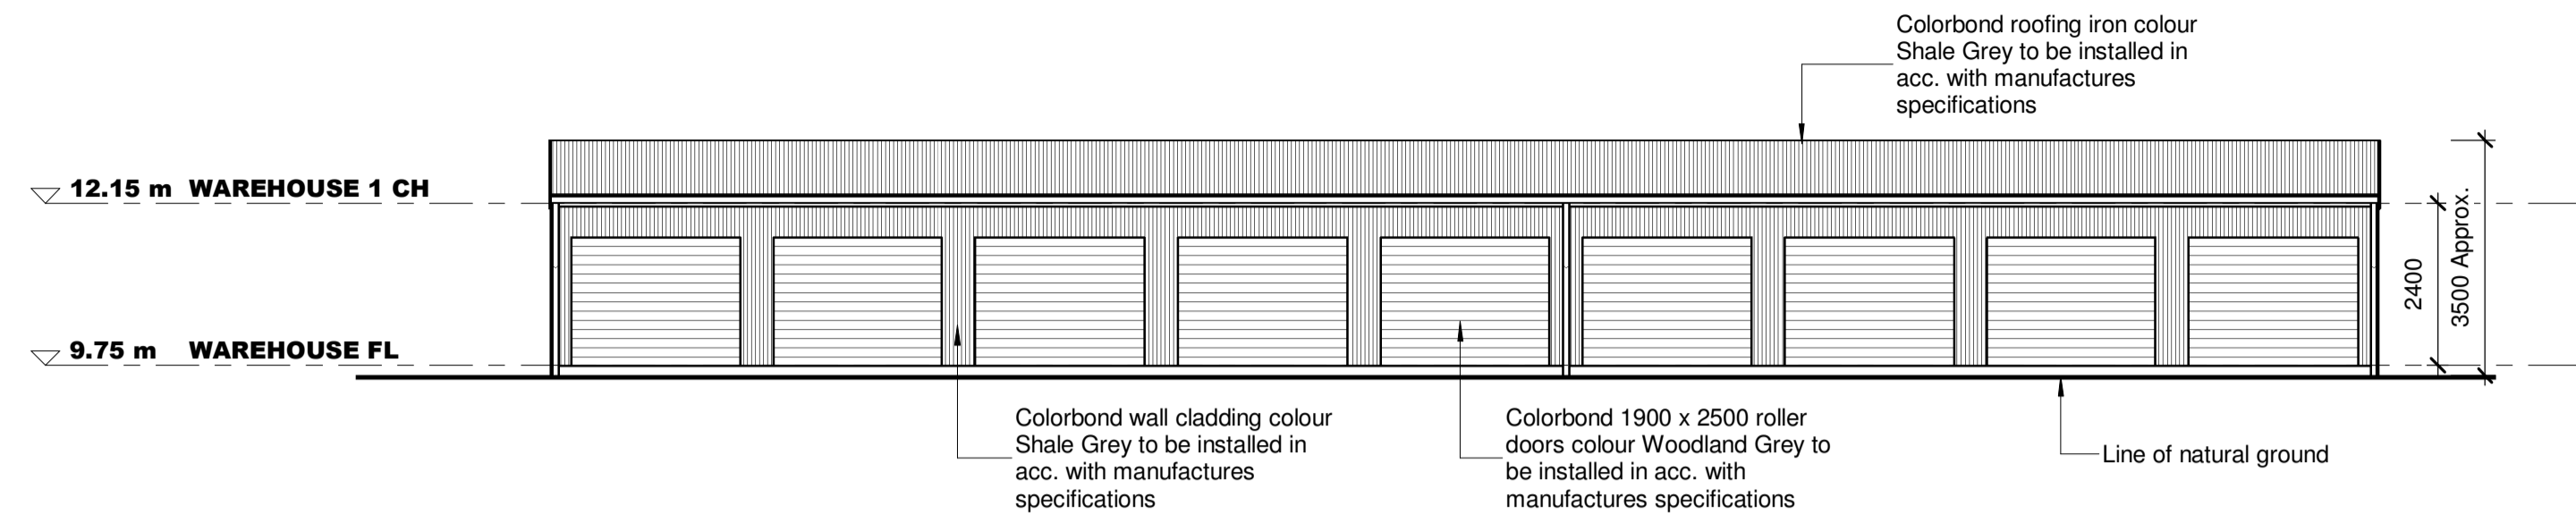 Colorbond roofing iron colour
Shale Grey to be installed in
acc. with manufactures
specifications
12.15 m WAREHOUSE 1 CH
9.75 m WAREHOUSE FL
2400
3500 Approx.
Colorbond wall cladding colour
Shale Grey to be installed in
acc. with manufactures
specifications
Colorbond 1900 x 2500 roller
doors colour Woodland Grey to
be installed in acc. with
manufactures specifications
Line of natural ground